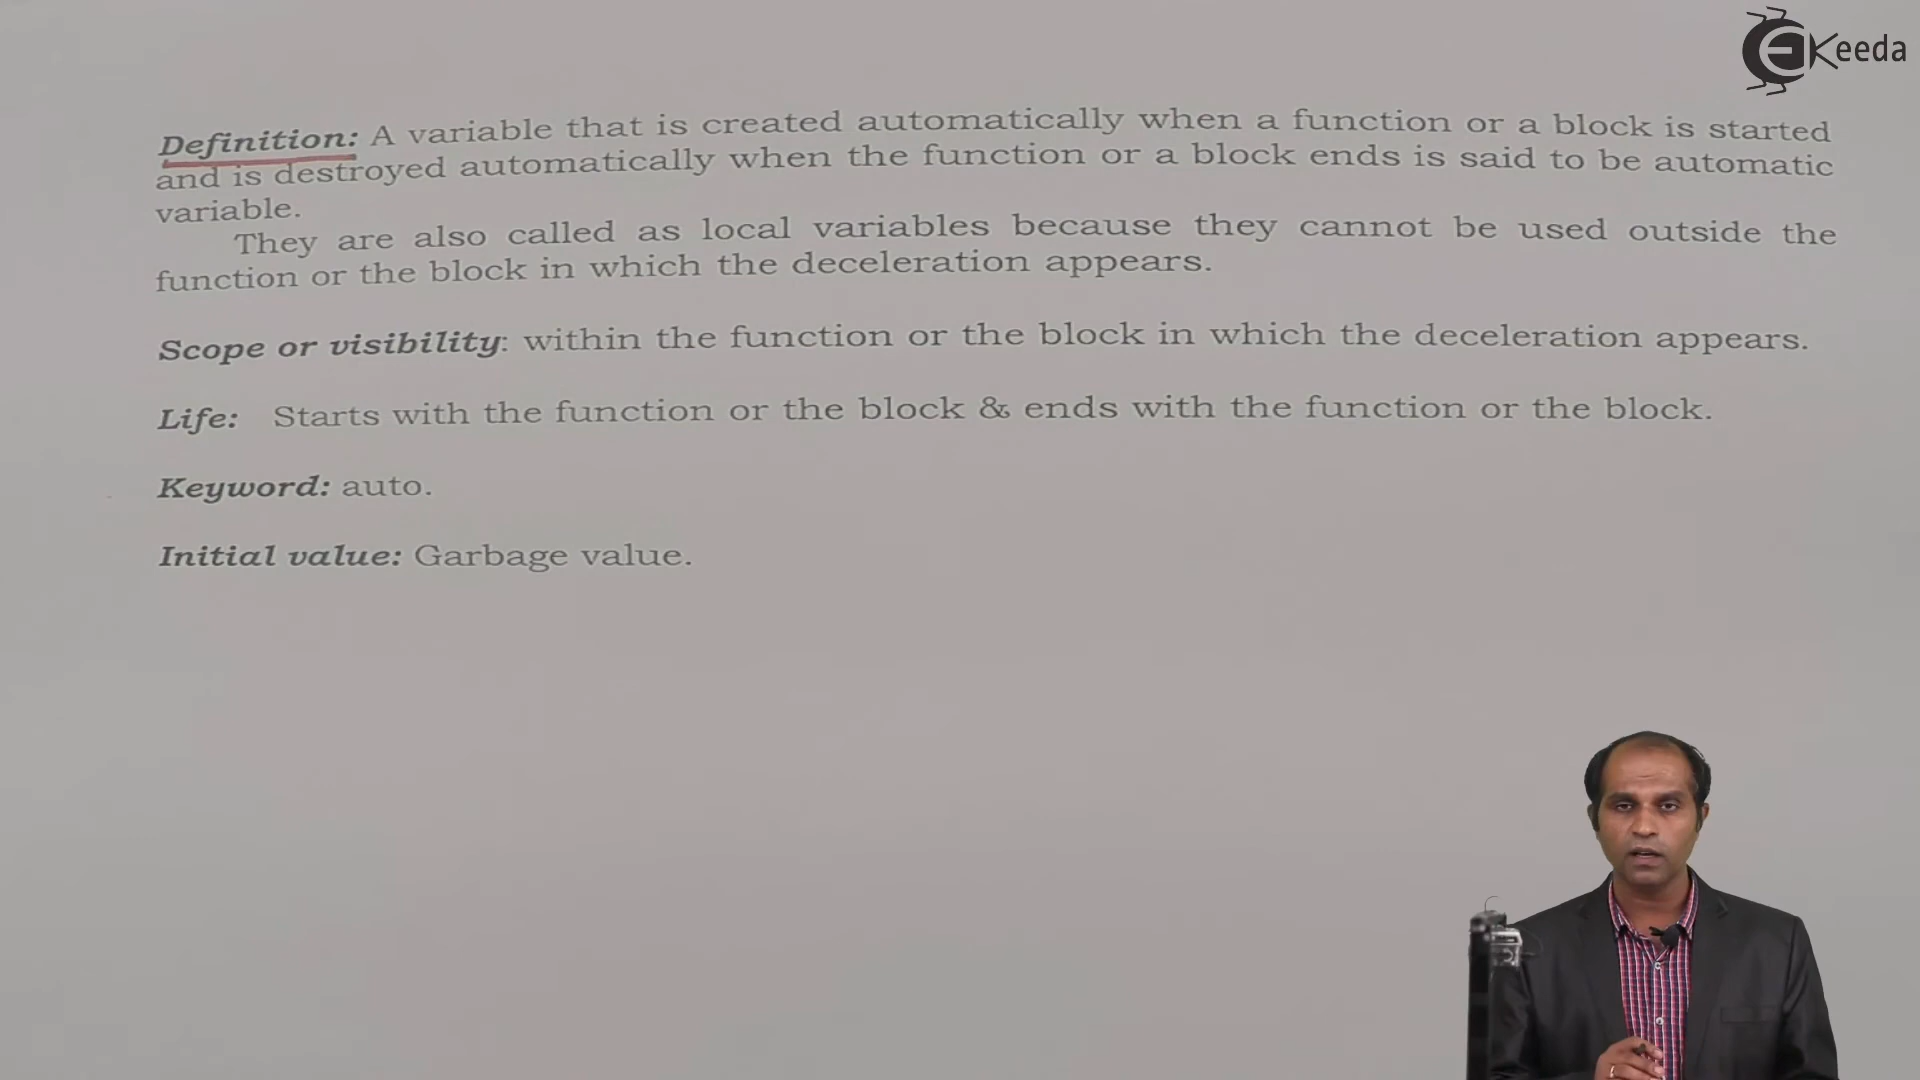 Keeda
Definition: A variable that is created automatically when a function or a block is started
and is destroyed automatically when the function or a block ends is said to be automatic
variable.
They are also called as local variables because they cannot be used outside the
function or the block in which the deceleration appears.
Scope or visibility: within the function or the block in which the deceleration appears.
Life: Starts with the function or the block & ends with the function or the block.
Keyword: auto.
Initial value: Garbage value.